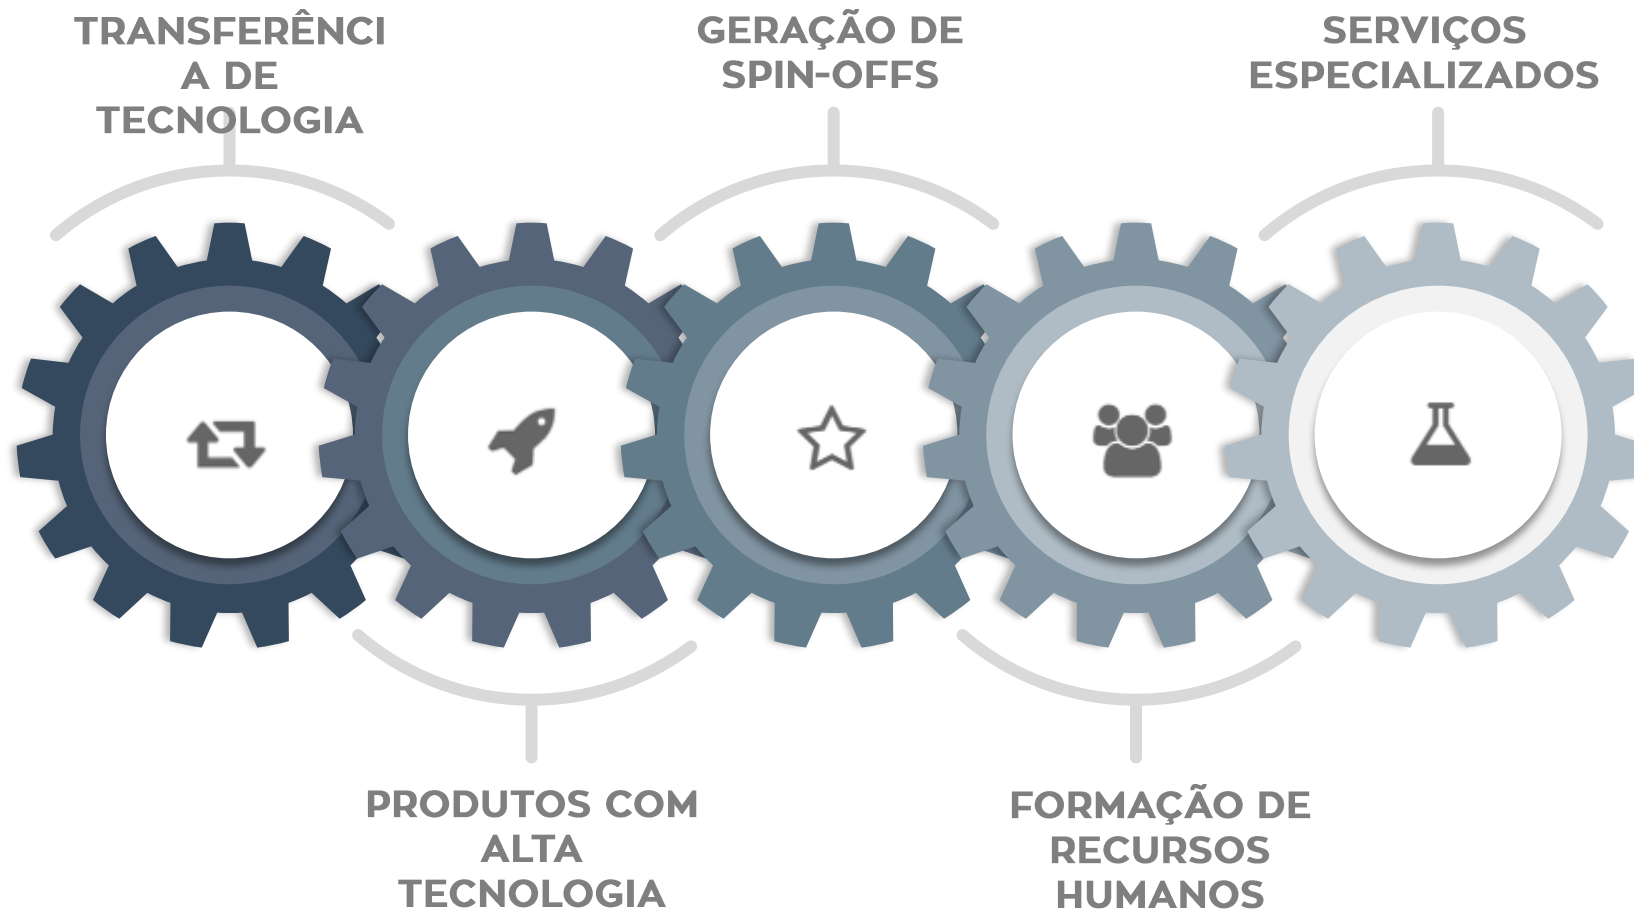 TRANSFERÊNCI
A DE
TECNOLOGIA
GERAÇÃO DE
SPIN-OFFS
SERVIÇOS
ESPECIALIZADOS
PRODUTOS COM
ALTA
TECNOLOGIA
FORMAÇÃO DE
RECURSOS
HUMANOS